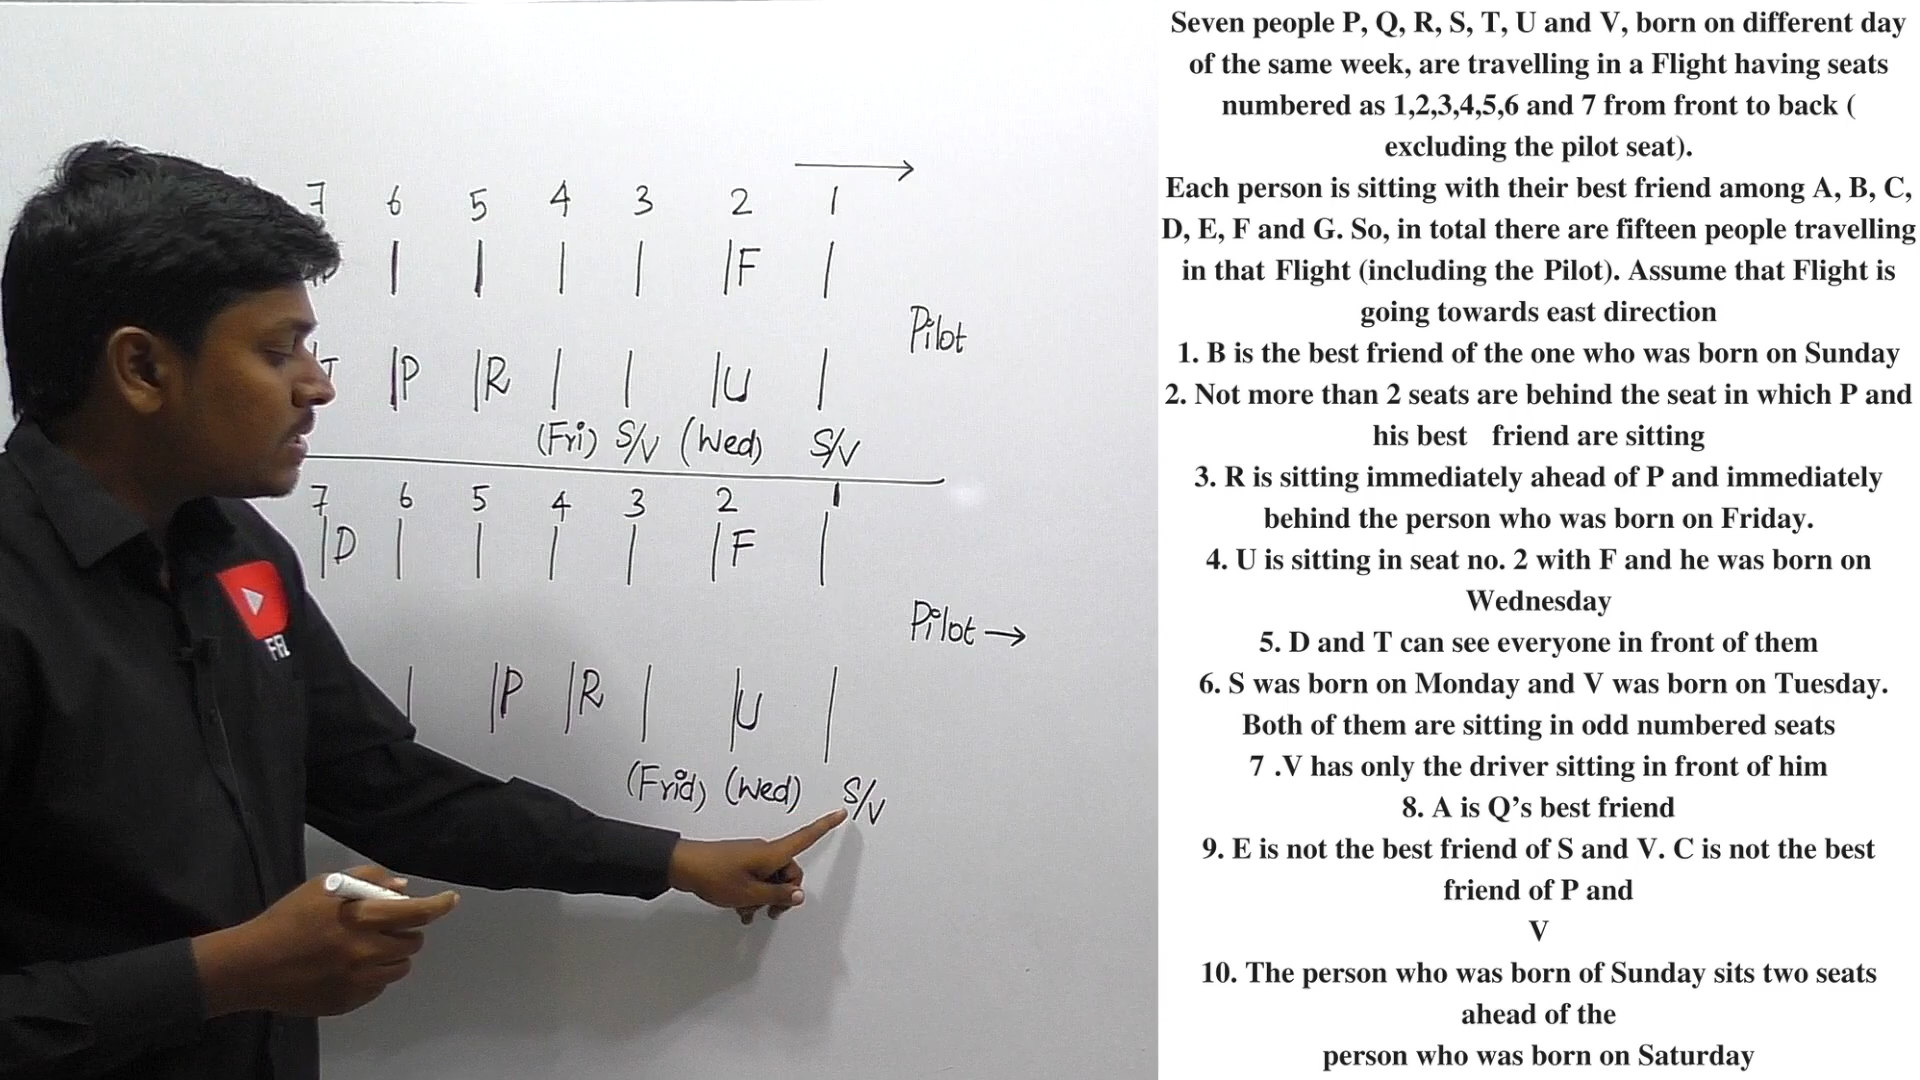 7 6 5 4 3 2 1
F
Pilot
T P R U
(Fri) S/V (Wed) S/V
7 6 5 4 3 2 1
D F
Pilot
P R U
(Frid) (Wed) S/V
FFL
Seven people P, Q, R, S, T, U and V, born on different day
of the same week, are travelling in a Flight having seats
numbered as 1,2,3,4,5,6 and 7 from front to back (
excluding the pilot seat).
Each person is sitting with their best friend among A, B, C,
D, E, F and G. So, in total there are fifteen people travelling
in that Flight (including the Pilot). Assume that Flight is
going towards east direction
1. B is the best friend of the one who was born on Sunday
2. Not more than 2 seats are behind the seat in which P and
his best friend are sitting
3. R is sitting immediately ahead of P and immediately
behind the person who was born on Friday.
4. U is sitting in seat no. 2 with F and he was born on
Wednesday
5. D and T can see everyone in front of them
6. S was born on Monday and V was born on Tuesday.
Both of them are sitting in odd numbered seats
7 .V has only the driver sitting in front of him
8. A is Q’s best friend
9. E is not the best friend of S and V. C is not the best
friend of P and
V
10. The person who was born of Sunday sits two seats
ahead of the
person who was born on Saturday